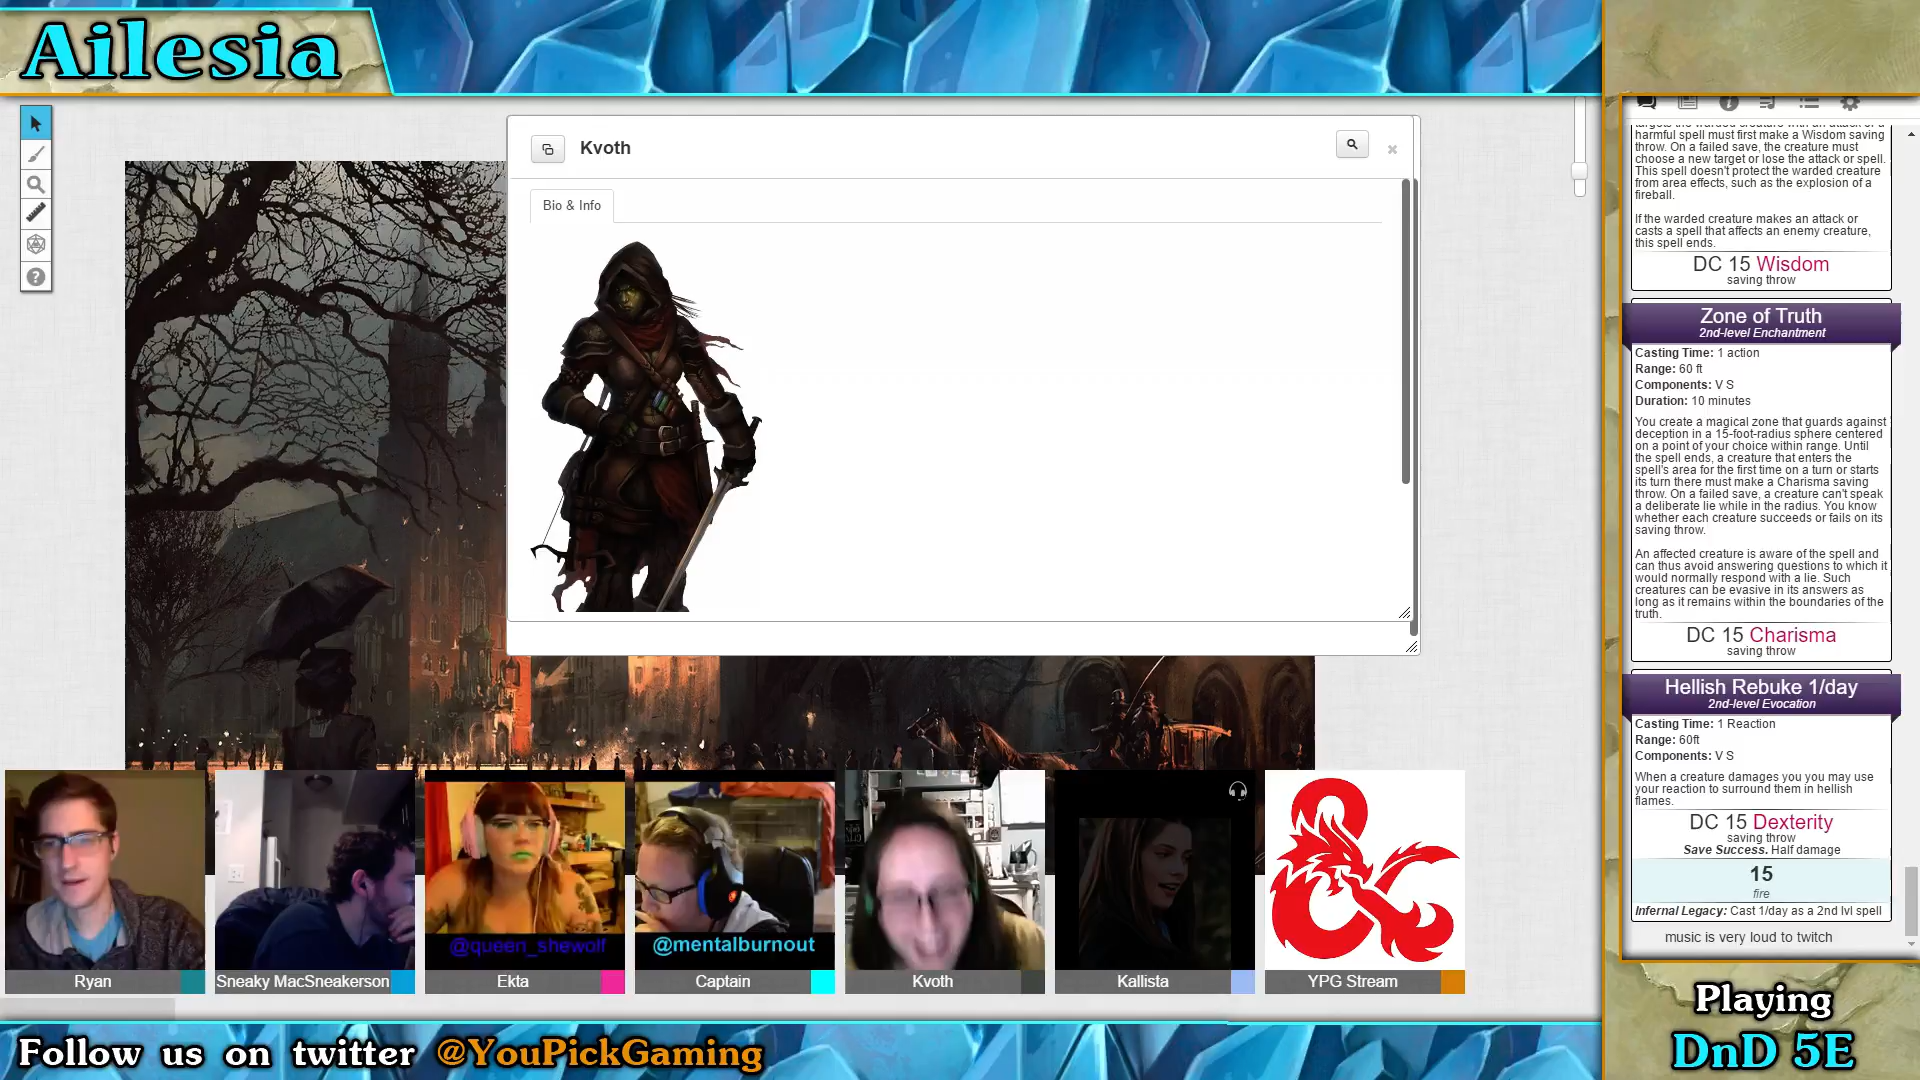 Ailesia
Kvoth
Bio & Info
targets the warded creature with an attack or a
harmful spell must first make a Wisdom saving
throw. On a failed save, the creature must
choose a new target or lose the attack or spell.
This spell doesn't protect the warded creature
from area effects, such as the explosion of a
fireball.
If the warded creature makes an attack or
casts a spell that affects an enemy creature,
this spell ends.
DC 15 Wisdom
saving throw
Zone of Truth
2nd-level Enchantment
Casting Time: 1 action
Range: 60 ft
Components: V S
Duration: 10 minutes
You create a magical zone that guards against
deception in a 15-foot-radius sphere centered
on a point of your choice within range. Until
the spell ends, a creature that enters the
spell's area for the first time on a turn or starts
its turn there must make a Charisma saving
throw. On a failed save, a creature can't speak
a deliberate lie while in the radius. You know
whether each creature succeeds or fails on its
saving throw.
An affected creature is aware of the spell and
can thus avoid answering questions to which it
would normally respond with a lie. Such
creatures can be evasive in its answers as
long as it remains within the boundaries of the
truth.
DC 15 Charisma
saving throw
Hellish Rebuke 1/day
2nd-level Evocation
Casting Time: 1 Reaction
Range: 60ft
Components: V S
When a creature damages you you may use
your reaction to surround them in hellish
flames.
DC 15 Dexterity
saving throw
Save Success. Half damage
15
fire
Infernal Legacy: Cast 1/day as a 2nd lvl spell
music is very loud to twitch
@queen_shewolf
@mentalburnout
Ryan
Sneaky MacSneakerson
Ekta
Captain
Kvoth
Kallista
YPG Stream
Follow us on twitter @YouPickGaming
Playing
DnD 5E